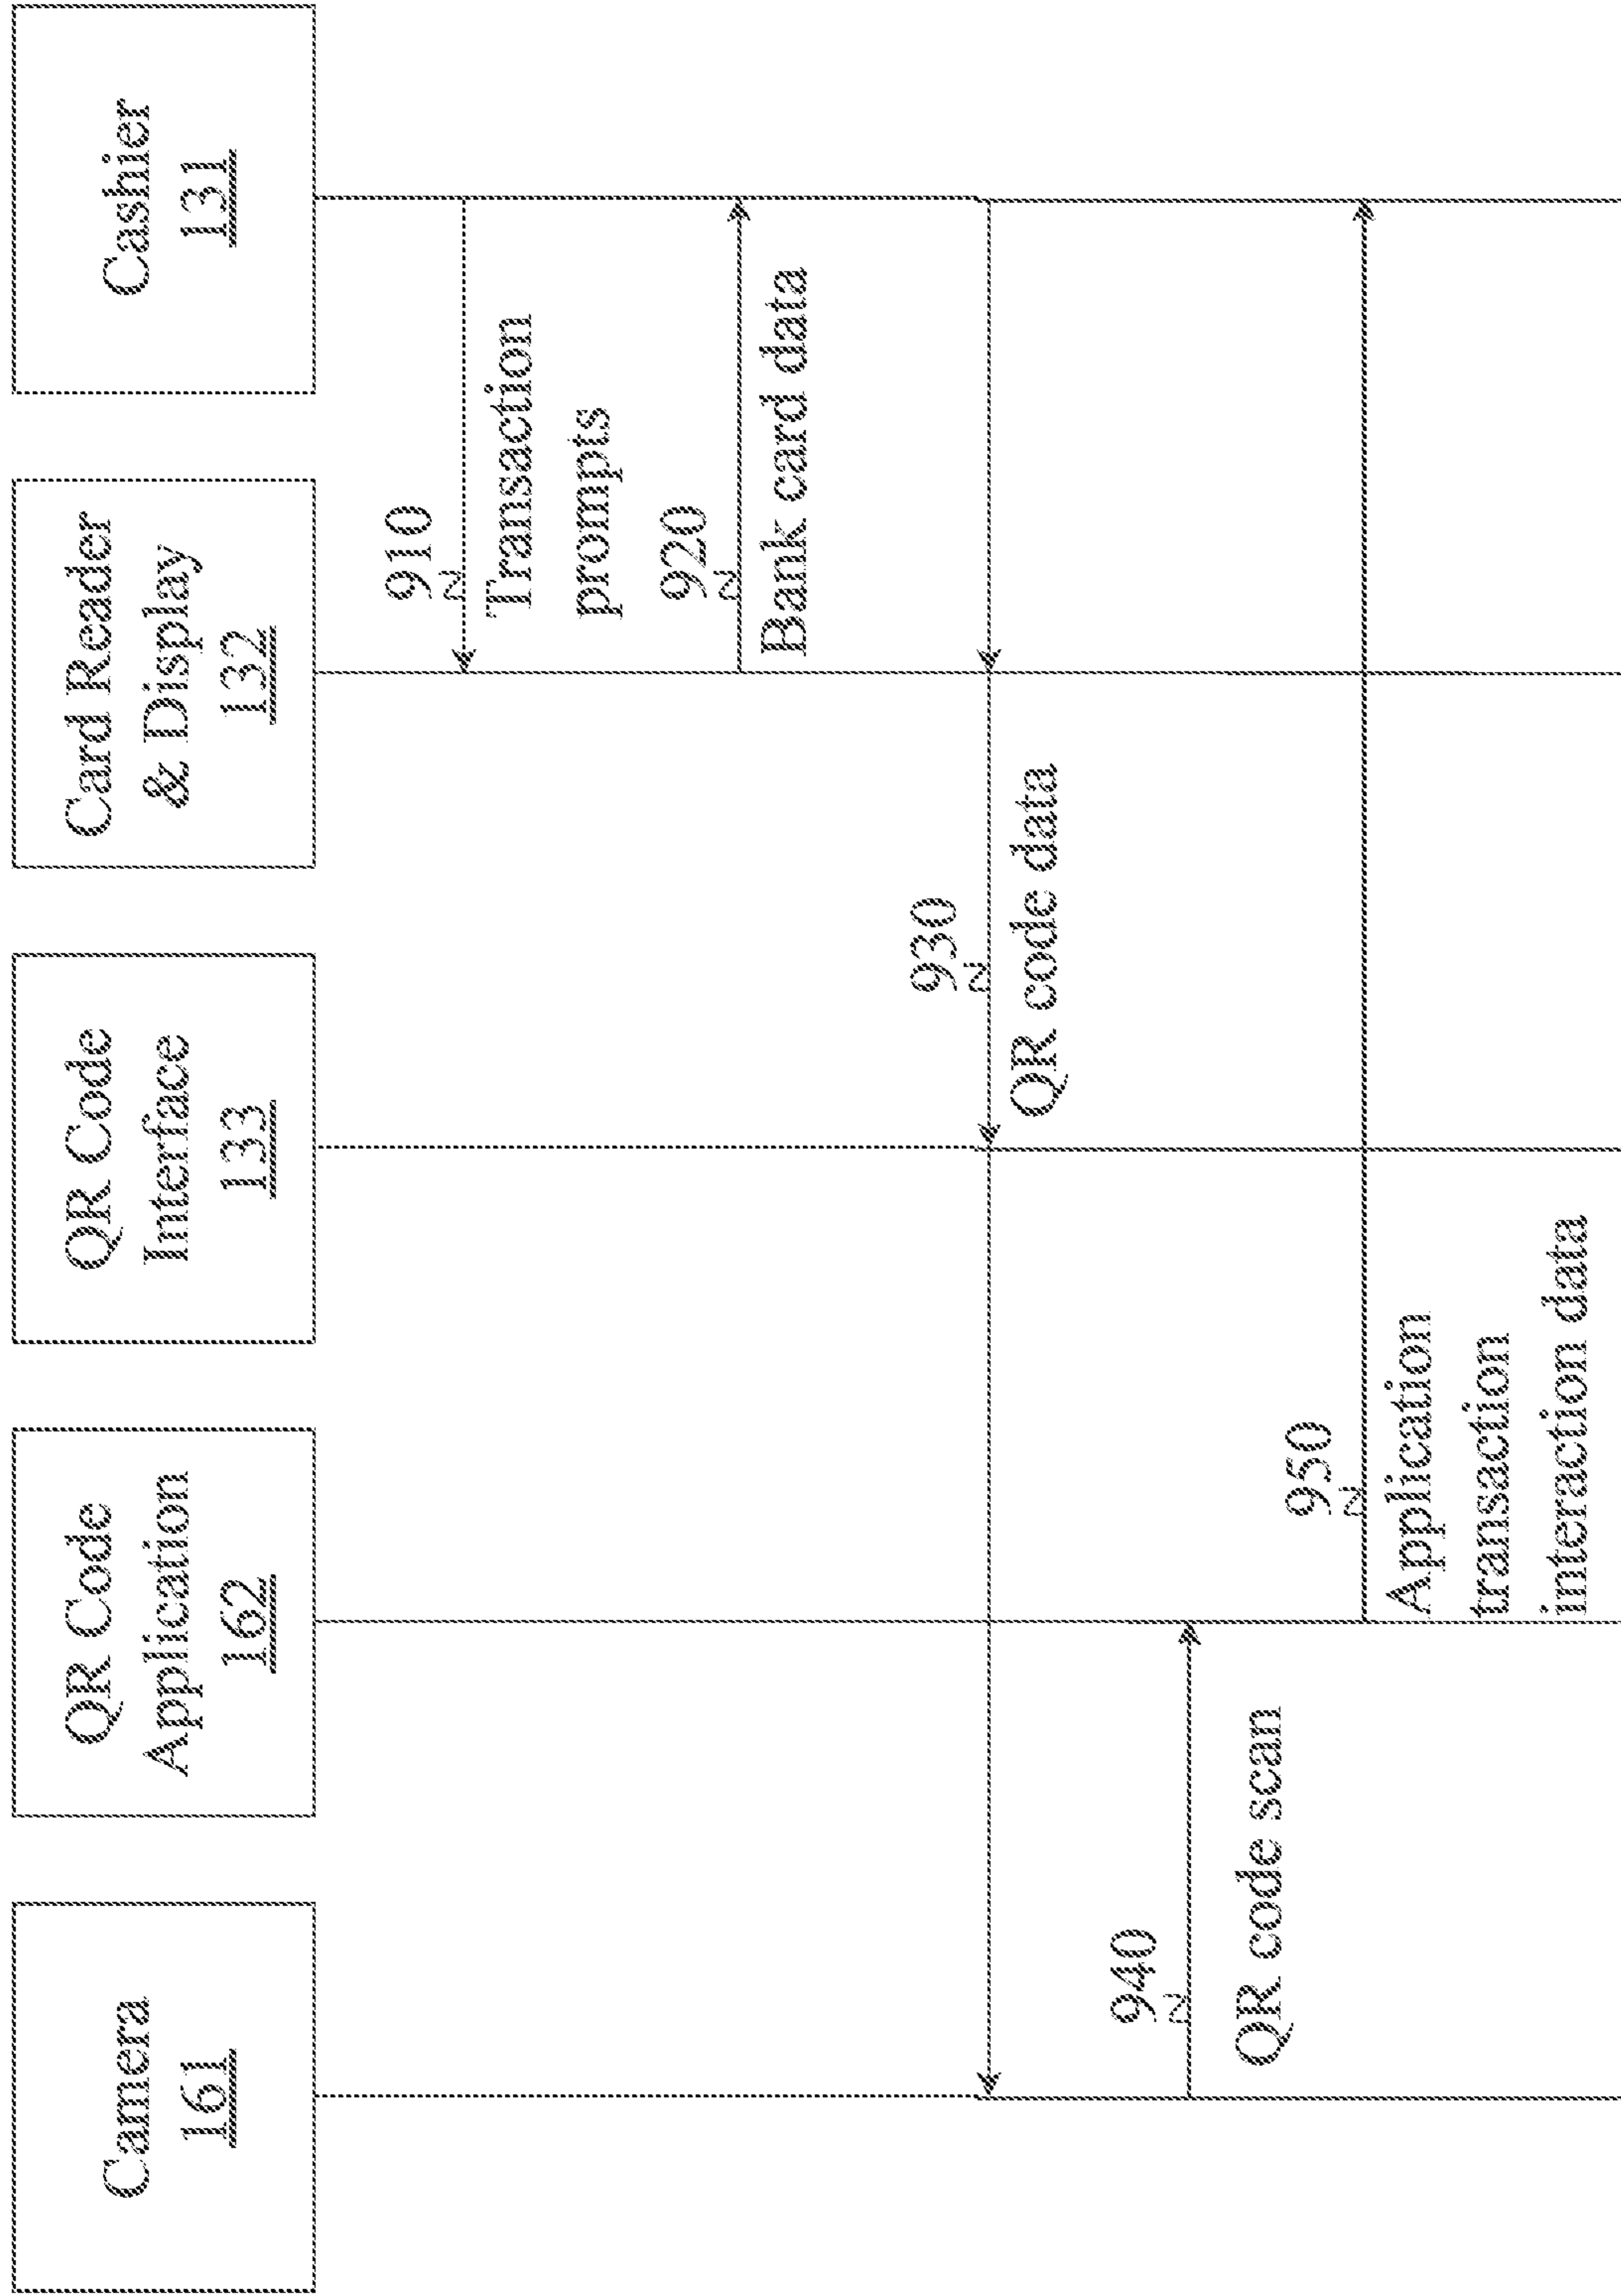 Camera
161
QR Code
Application
162
QR Code
Interface
133
Card Reader
& Display
132
Cashier
131
910
Transaction
prompts
920
Bank card data
930
QR code data
940
QR code scan
950
Application
transaction
interaction data